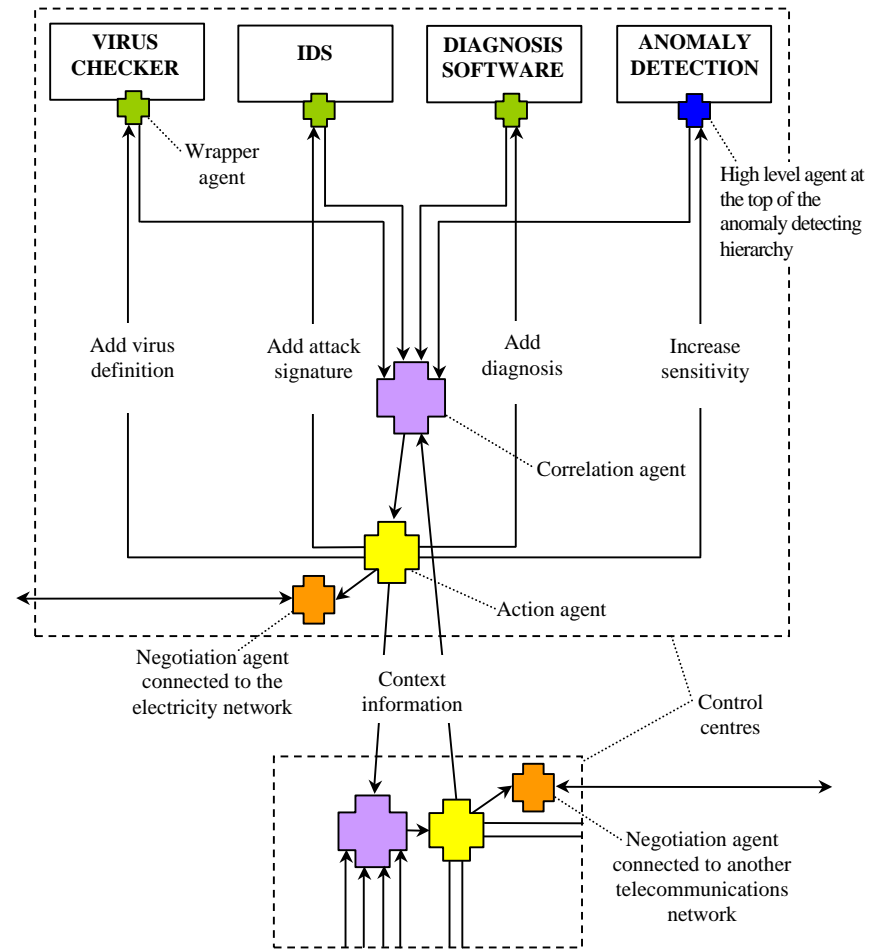 VIRUS
CHECKER
IDS
DIAGNOSIS
SOFTWARE
ANOMALY
DETECTION
Wrapper
agent
High level agent at
the top of the
anomaly detecting
hierarchy
Add virus
definition
Add attack
signature
Add
diagnosis
Increase
sensitivity
Correlation agent
Action agent
Negotiation agent
connected to the
electricity network
Context
information
Control
centres
Negotiation agent
connected to another
telecommunications
network